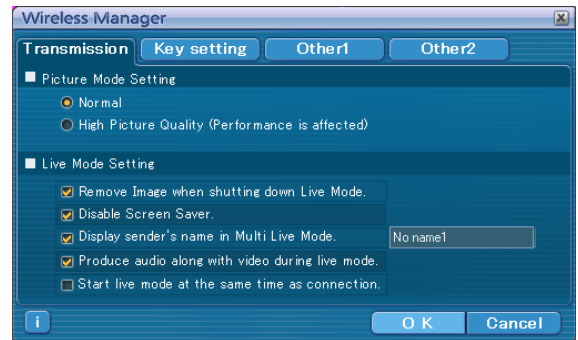 Wireless Manager
Transmission Key setting Other1 Other2
Picture Mode Setting
Normal
High Picture Quality (Performance is affected)
Live Mode Setting
Remove Image when shutting down Live Mode.
Disable Screen Saver.
Display sender's name in Multi Live Mode. No name1
Produce audio along with video during live mode.
Start live mode at the same time as connection.
i OK Cancel